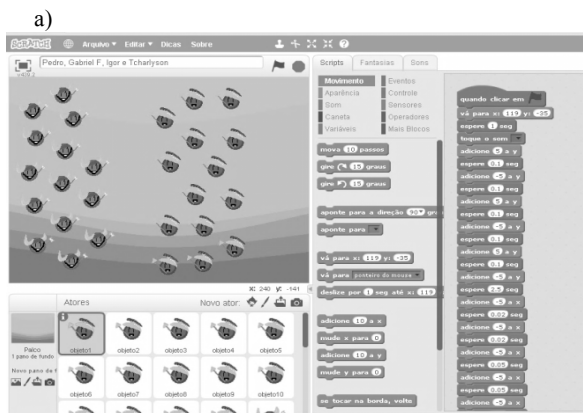 a)
SCRATCH Arquivo Editar Dicas Sobre
Pedro, Gabriel F, Igor e Tcharlyson
Scripts Fantasias Sons
Movimento Eventos
Aparência Controle
Som Sensores
Caneta Operadores
Variáveis Mais Blocos
mova 10 passos
gire 15 graus
gire 15 graus
aponte para a direção 90
aponte para
vá para x: 119 y: -35
vá para ponteiro do mouse
deslize por 1 seg até x: 119
adicione 10 a x
mude x para 0
adicione 10 a y
mude y para 0
se tocar na borda, volte
quando clicar em
vá para x: 119 y: -35
espere 1 seg
toque o som
adicione 5 a y
espere 0.1 seg
adicione -5 a y
espere 0.1 seg
adicione 5 a y
espere 0.1 seg
adicione -5 a y
espere 0.1 seg
adicione 5 a y
espere 0.1 seg
adicione -5 a y
espere 2.5 seg
adicione -5 a x
espere 0.02 seg
adicione -5 a x
espere 0.02 seg
adicione -5 a x
espere 0.05 seg
adicione -5 a x
espere 0.05 seg
adicione -5 a x
x: 240 y: -141
Atores Novo ator:
Palco
1 pano de fundo
Novo pano de f
objeto1 objeto2 objeto3 objeto4 objeto5
objeto6 objeto7 objeto8 objeto9 objeto10